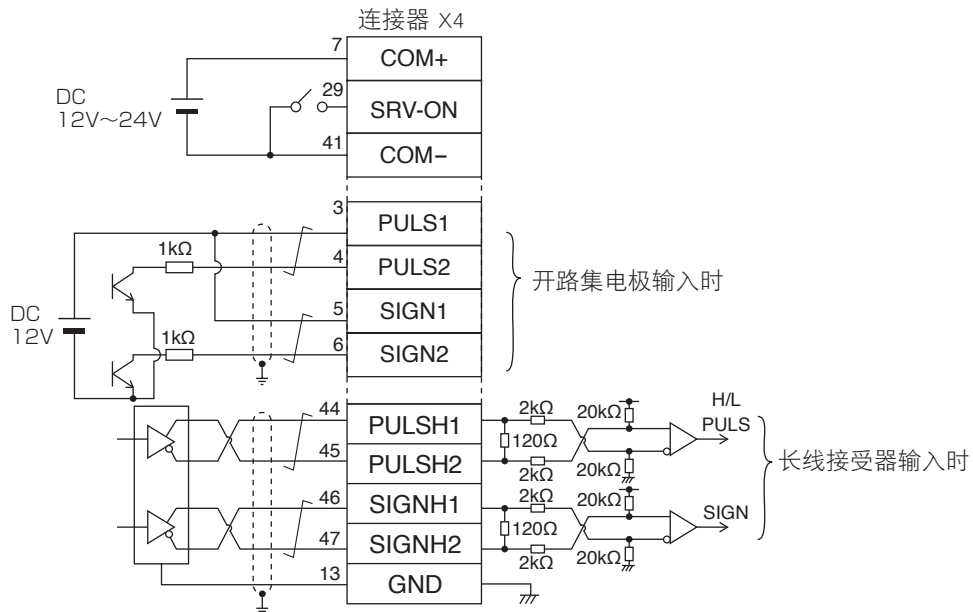 连接器 X4
7
COM+
DC
12V～24V
29
SRV-ON
41
COM−
3
PULS1
1kΩ
4
PULS2
开路集电极输入时
5
SIGN1
DC
12V
1kΩ
6
SIGN2
44
PULSH1
2kΩ
20kΩ
H/L
PULS
120Ω
45
PULSH2
2kΩ
20kΩ
长线接受器输入时
46
SIGNH1
2kΩ
20kΩ
SIGN
120Ω
47
SIGNH2
2kΩ
20kΩ
13
GND